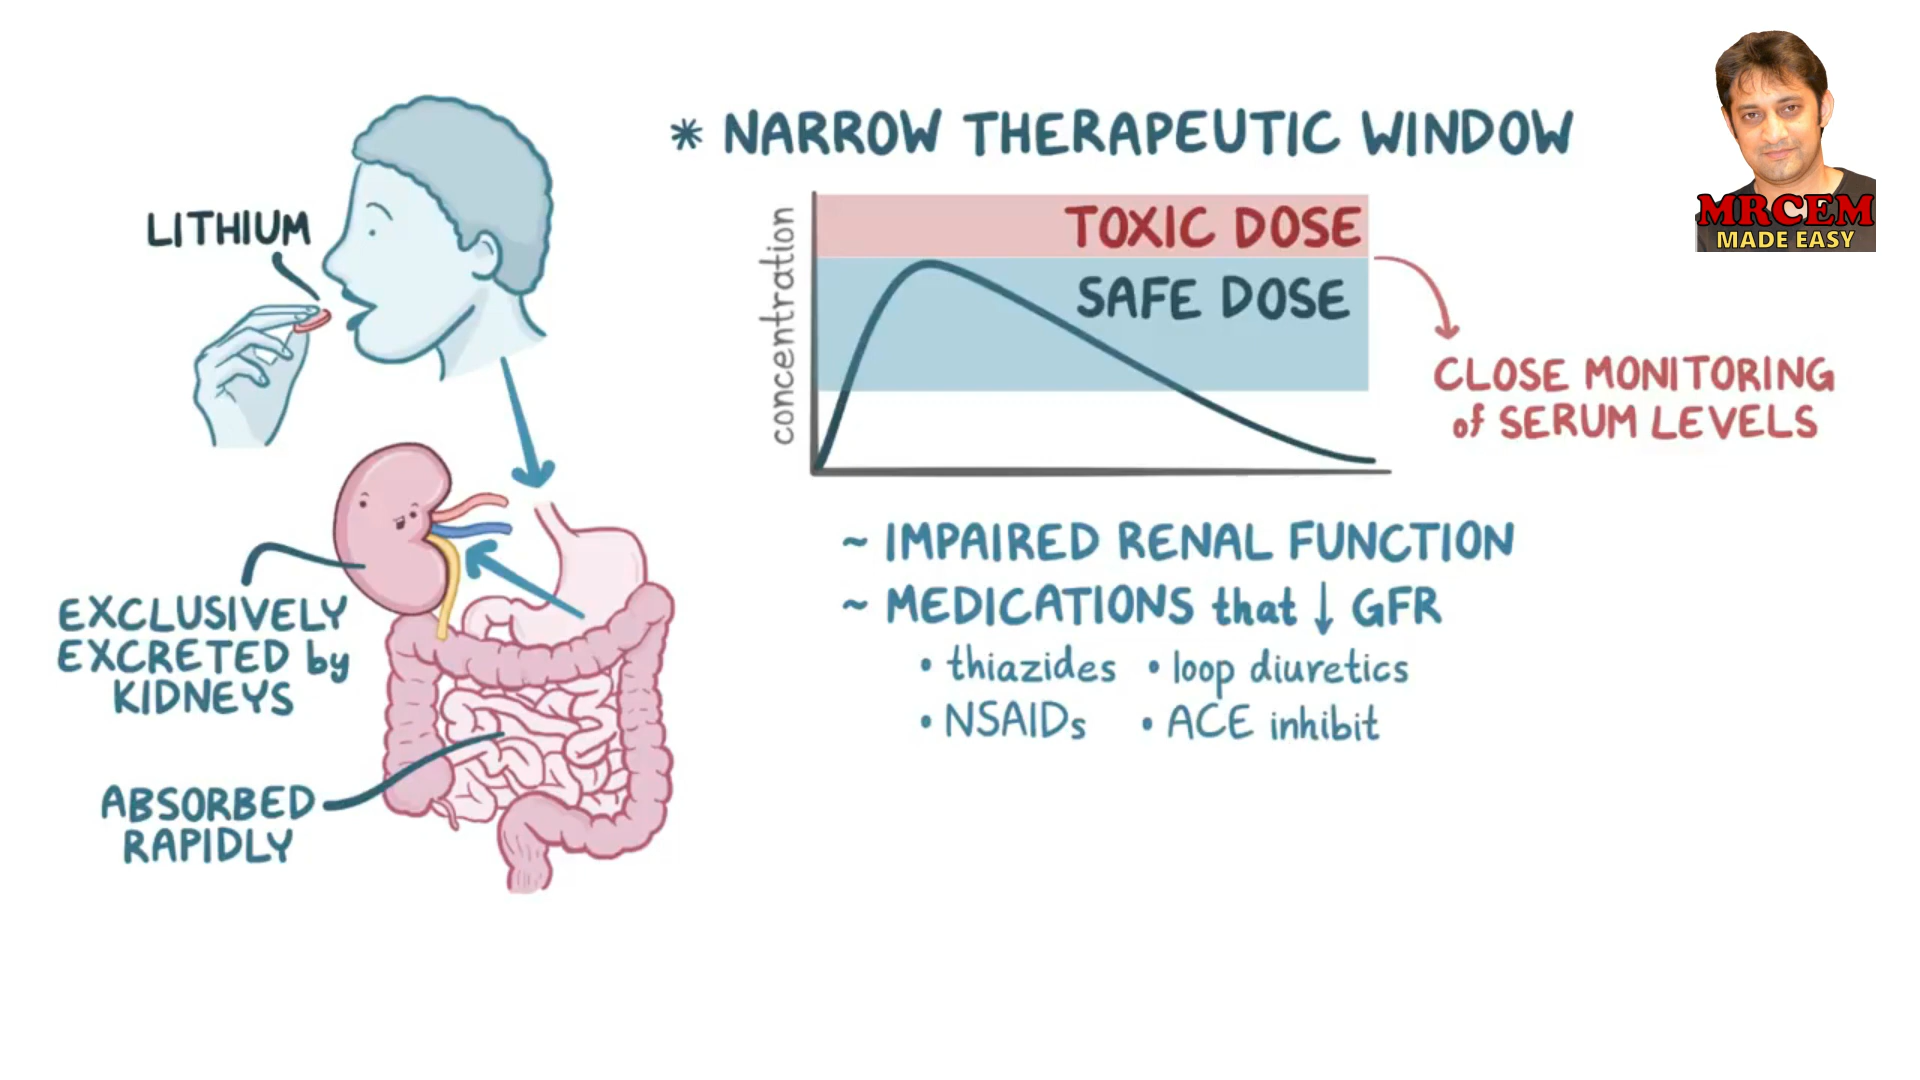 LITHIUM
* NARROW THERAPEUTIC WINDOW
concentration
TOXIC DOSE
SAFE DOSE
CLOSE MONITORING
of SERUM LEVELS
EXCLUSIVELY
EXCRETED by
KIDNEYS
ABSORBED
RAPIDLY
~ IMPAIRED RENAL FUNCTION
~ MEDICATIONS that ↓ GFR
• thiazides • loop diuretics
• NSAIDs • ACE inhibit
MRCEM
MADE EASY